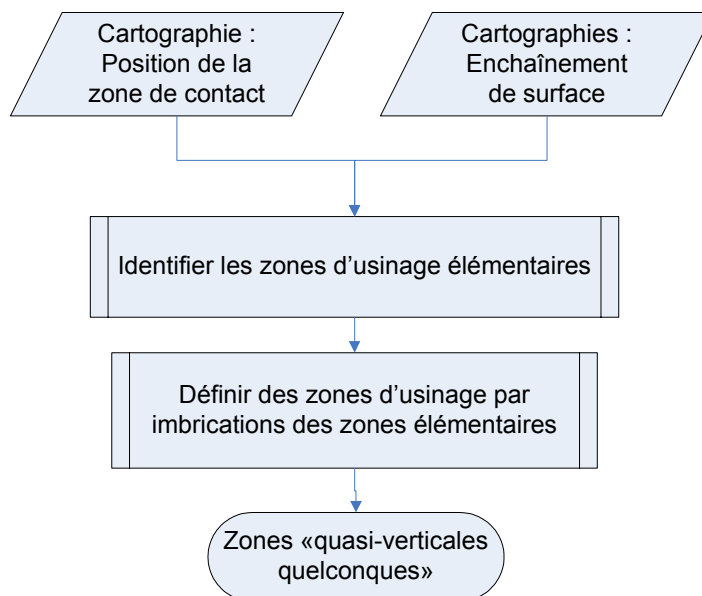 Cartographie :
Position de la
zone de contact
Cartographies :
Enchaînement
de surface
Identifier les zones d’usinage élémentaires
Définir des zones d’usinage par
imbrications des zones élémentaires
Zones «quasi-verticales
quelconques»